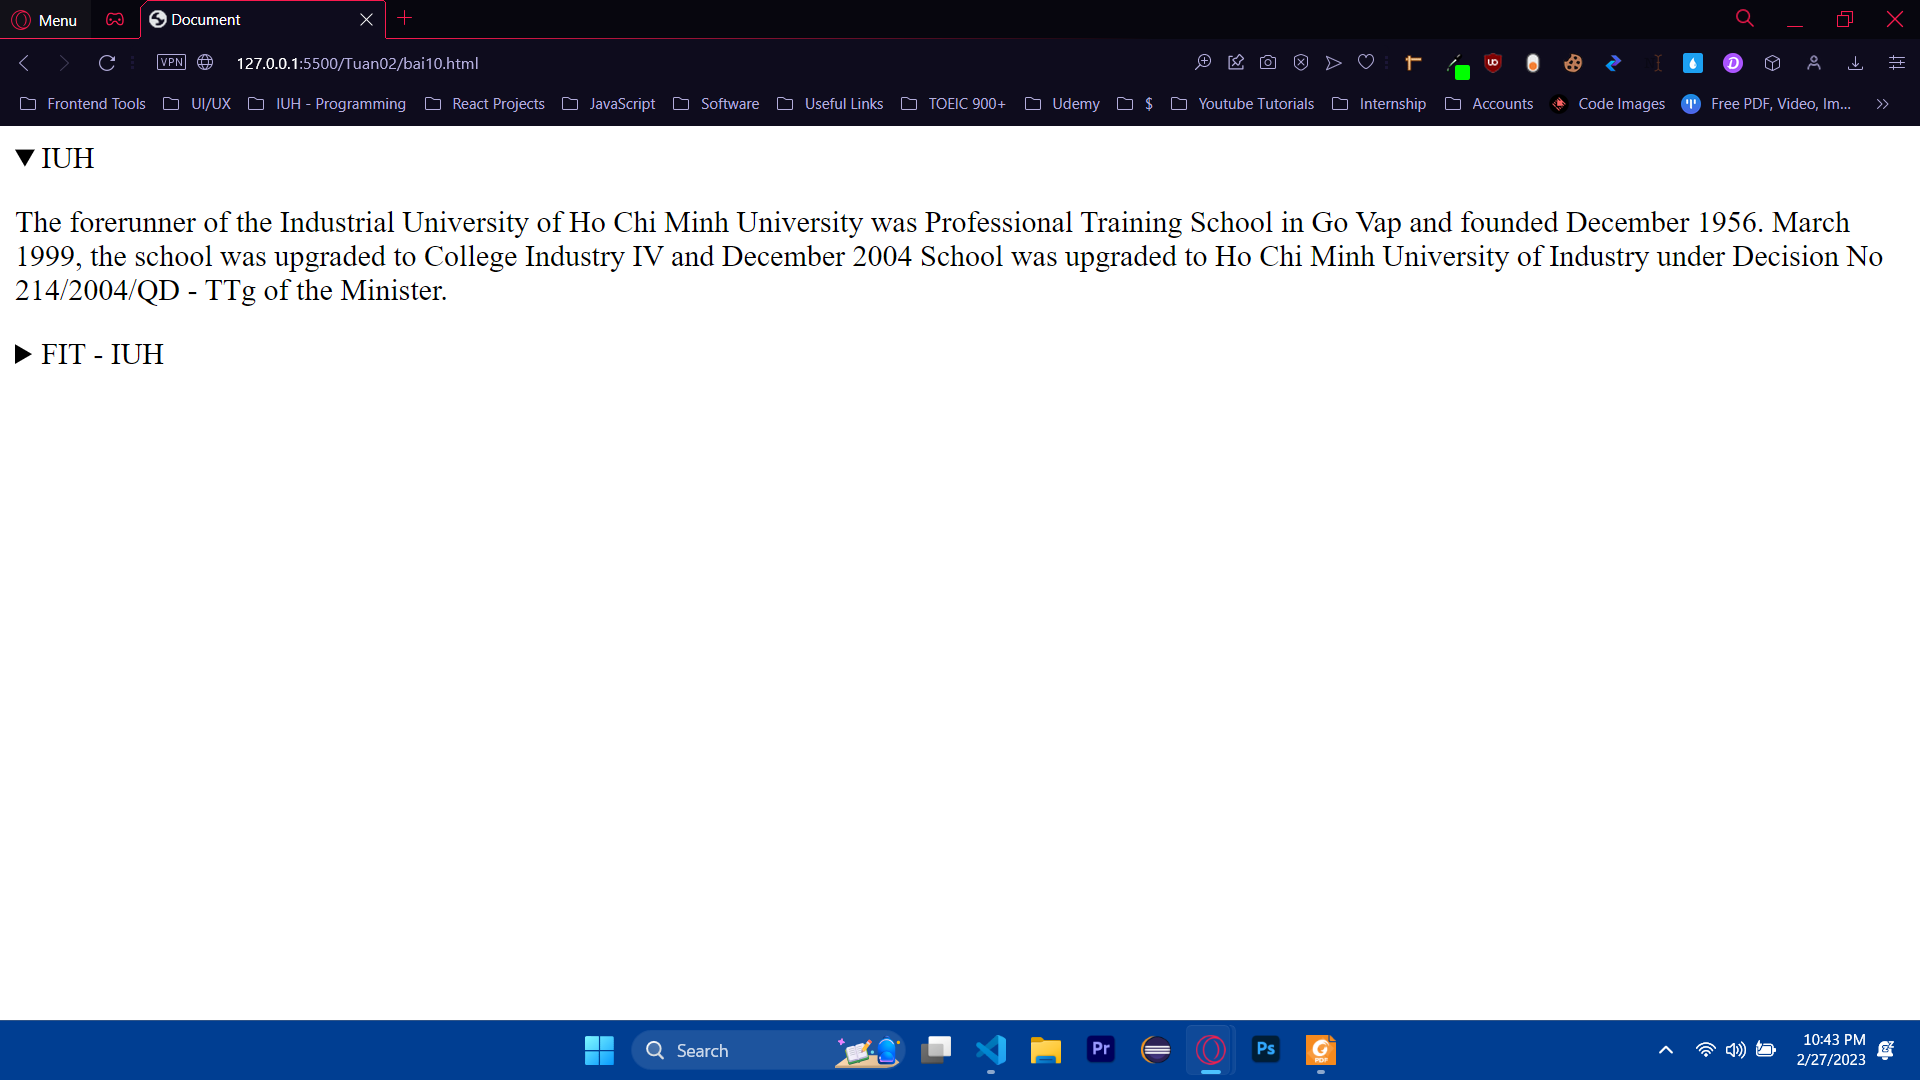 Menu
Document
VPN
127.0.0.1:5500/Tuan02/bai10.html
Frontend Tools
UI/UX
IUH - Programming
React Projects
JavaScript
Software
Useful Links
TOEIC 900+
Udemy
$
Youtube Tutorials
Internship
Accounts
Code Images
Free PDF, Video, Im...
IUH
The forerunner of the Industrial University of Ho Chi Minh University was Professional Training School in Go Vap and founded December 1956. March
1999, the school was upgraded to College Industry IV and December 2004 School was upgraded to Ho Chi Minh University of Industry under Decision No
214/2004/QD - TTg of the Minister.
FIT - IUH
Search
Pr
Ps
PDF
10:43 PM
2/27/2023